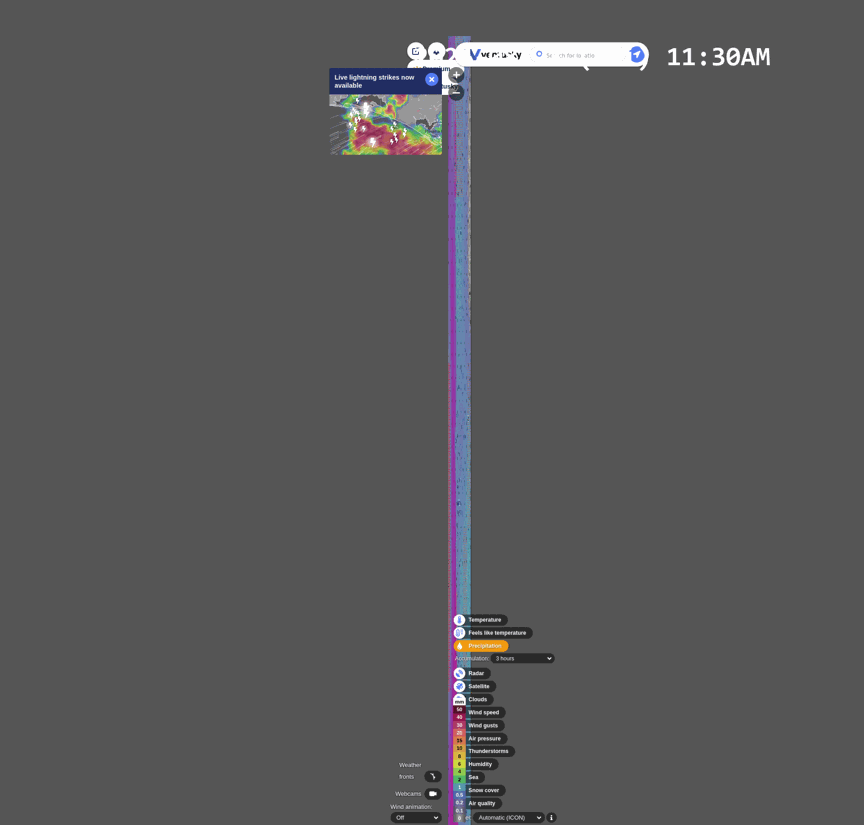 11:30AM
Live lightning strikes now
available
Temperature
Feels like temperature
Precipitation
Accumulation: 3 hours
Radar
Satellite
Clouds
mm
50
Wind speed
40
30
Wind gusts
20
15
Air pressure
10
Thunderstorms
8
6
Humidity
4
2
Sea
1
Snow cover
0.5
0.2
Air quality
0.1
0
Automatic (ICON)
Weather
fronts
Webcams
Wind animation:
Off